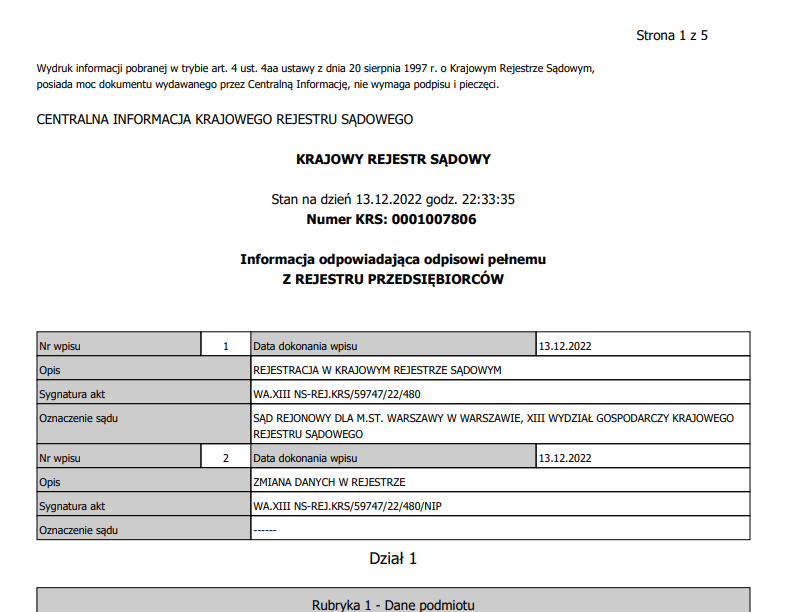 Strona 1 z 5
Wydruk informacji pobranej w trybie art. 4 ust. 4aa ustawy z dnia 20 sierpnia 1997 r. o Krajowym Rejestrze Sądowym,
posiada moc dokumentu wydawanego przez Centralną Informację, nie wymaga podpisu i pieczęci.
CENTRALNA INFORMACJA KRAJOWEGO REJESTRU SĄDOWEGO
KRAJOWY REJESTR SĄDOWY
Stan na dzień 13.12.2022 godz. 22:33:35
Numer KRS: 0001007806
Informacja odpowiadająca odpisowi pełnemu
Z REJESTRU PRZEDSIĘBIORCÓW
Nr wpisu 1 Data dokonania wpisu 13.12.2022
Opis REJESTRACJA W KRAJOWYM REJESTRZE SĄDOWYM
Sygnatura akt WA.XIII NS-REJ.KRS/59747/22/480
Oznaczenie sądu SĄD REJONOWY DLA M.ST. WARSZAWY W WARSZAWIE, XIII WYDZIAŁ GOSPODARCZY KRAJOWEGO
REJESTRU SĄDOWEGO
Nr wpisu 2 Data dokonania wpisu 13.12.2022
Opis ZMIANA DANYCH W REJESTRZE
Sygnatura akt WA.XIII NS-REJ.KRS/59747/22/480/NIP
Oznaczenie sądu ------
Dział 1
Rubryka 1 - Dane podmiotu